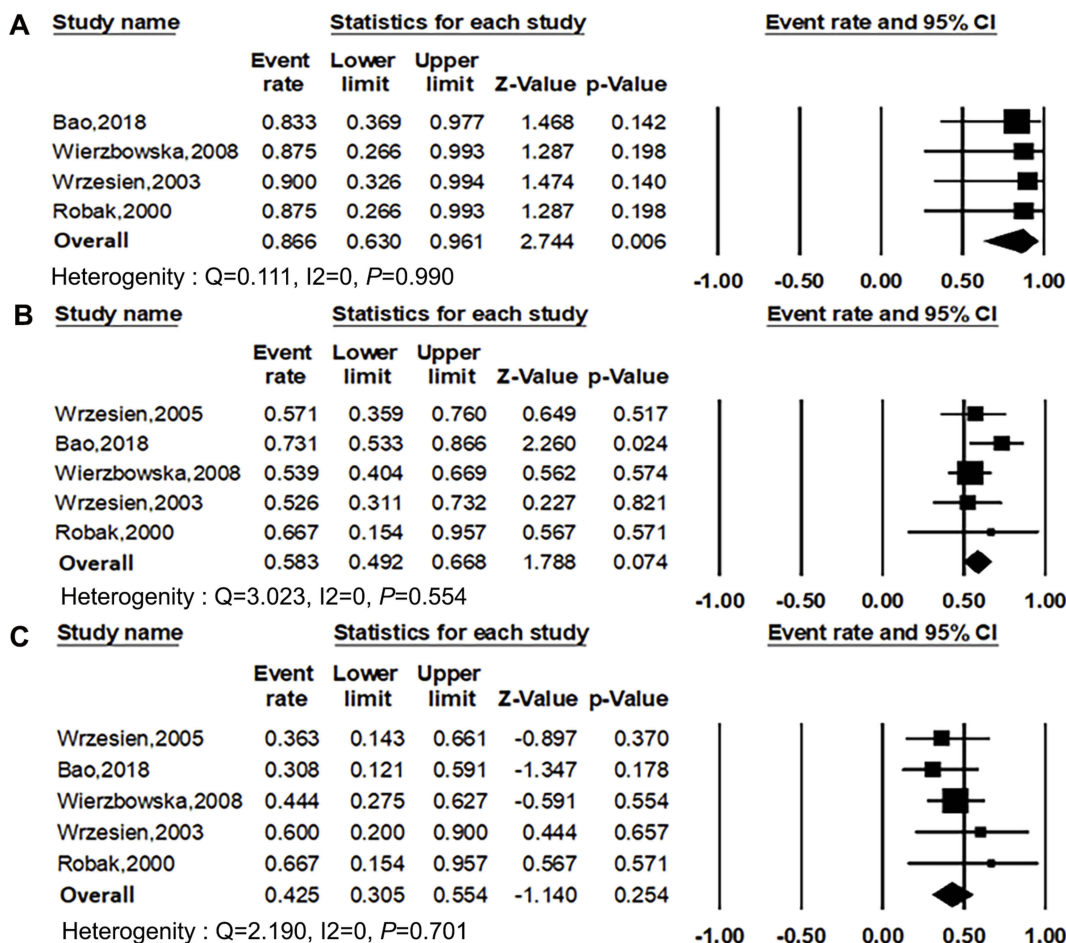 A Study name Statistics for each study Event rate and 95% CI
Event Lower Upper
rate limit limit Z-Value p-Value
Bao,2018 0.833 0.369 0.977 1.468 0.142
Wierzbowska,2008 0.875 0.266 0.993 1.287 0.198
Wrzesien,2003 0.900 0.326 0.994 1.474 0.140
Robak,2000 0.875 0.266 0.993 1.287 0.198
Overall 0.866 0.630 0.961 2.744 0.006
Heterogenity : Q=0.111, I2=0, P=0.990
-1.00 -0.50 0.00 0.50 1.00
B Study name Statistics for each study Event rate and 95% CI
Event Lower Upper
rate limit limit Z-Value p-Value
Wrzesien,2005 0.571 0.359 0.760 0.649 0.517
Bao,2018 0.731 0.533 0.866 2.260 0.024
Wierzbowska,2008 0.539 0.404 0.669 0.562 0.574
Wrzesien,2003 0.526 0.311 0.732 0.227 0.821
Robak,2000 0.667 0.154 0.957 0.567 0.571
Overall 0.583 0.492 0.668 1.788 0.074
Heterogenity : Q=3.023, I2=0, P=0.554
-1.00 -0.50 0.00 0.50 1.00
C Study name Statistics for each study Event rate and 95% CI
Event Lower Upper
rate limit limit Z-Value p-Value
Wrzesien,2005 0.363 0.143 0.661 -0.897 0.370
Bao,2018 0.308 0.121 0.591 -1.347 0.178
Wierzbowska,2008 0.444 0.275 0.627 -0.591 0.554
Wrzesien,2003 0.600 0.200 0.900 0.444 0.657
Robak,2000 0.667 0.154 0.957 0.567 0.571
Overall 0.425 0.305 0.554 -1.140 0.254
Heterogenity : Q=2.190, I2=0, P=0.701
-1.00 -0.50 0.00 0.50 1.00